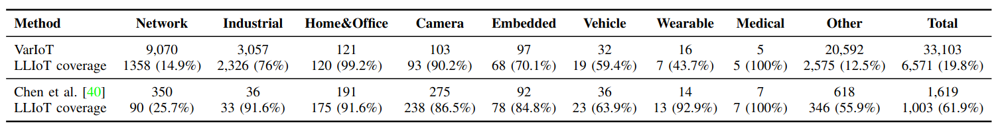 Method Network Industrial Home&Office Camera Embedded Vehicle Wearable Medical Other Total
VarIoT 9,070 3,057 121 103 97 32 16 5 20,592 33,103
LLIoT coverage 1358 (14.9%) 2,326 (76%) 120 (99.2%) 93 (90.2%) 68 (70.1%) 19 (59.4%) 7 (43.7%) 5 (100%) 2,575 (12.5%) 6,571 (19.8%)
Chen et al. [40] 350 36 191 275 92 36 14 7 618 1,619
LLIoT coverage 90 (25.7%) 33 (91.6%) 175 (91.6%) 238 (86.5%) 78 (84.8%) 23 (63.9%) 13 (92.9%) 7 (100%) 346 (55.9%) 1,003 (61.9%)